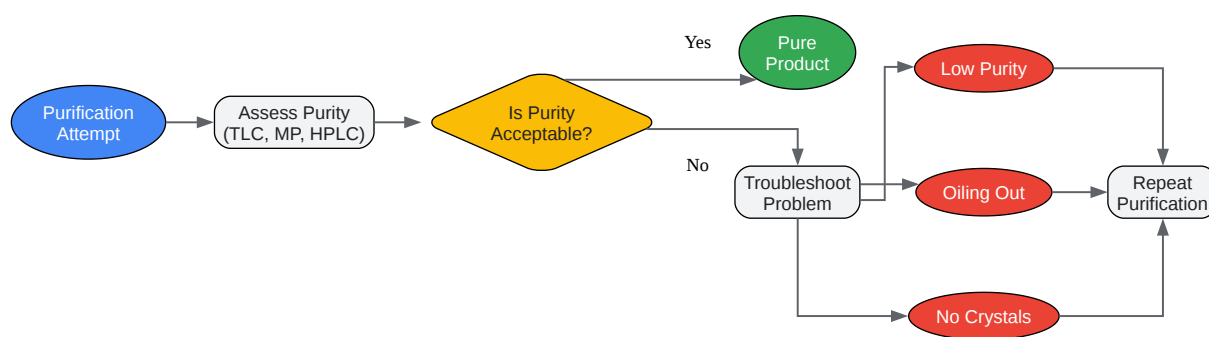 Purification
Attempt
Assess Purity
(TLC, MP, HPLC)
Is Purity
Acceptable?
Yes
Pure
Product
No
Troubleshoot
Problem
Low Purity
Oiling Out
No Crystals
Repeat
Purification